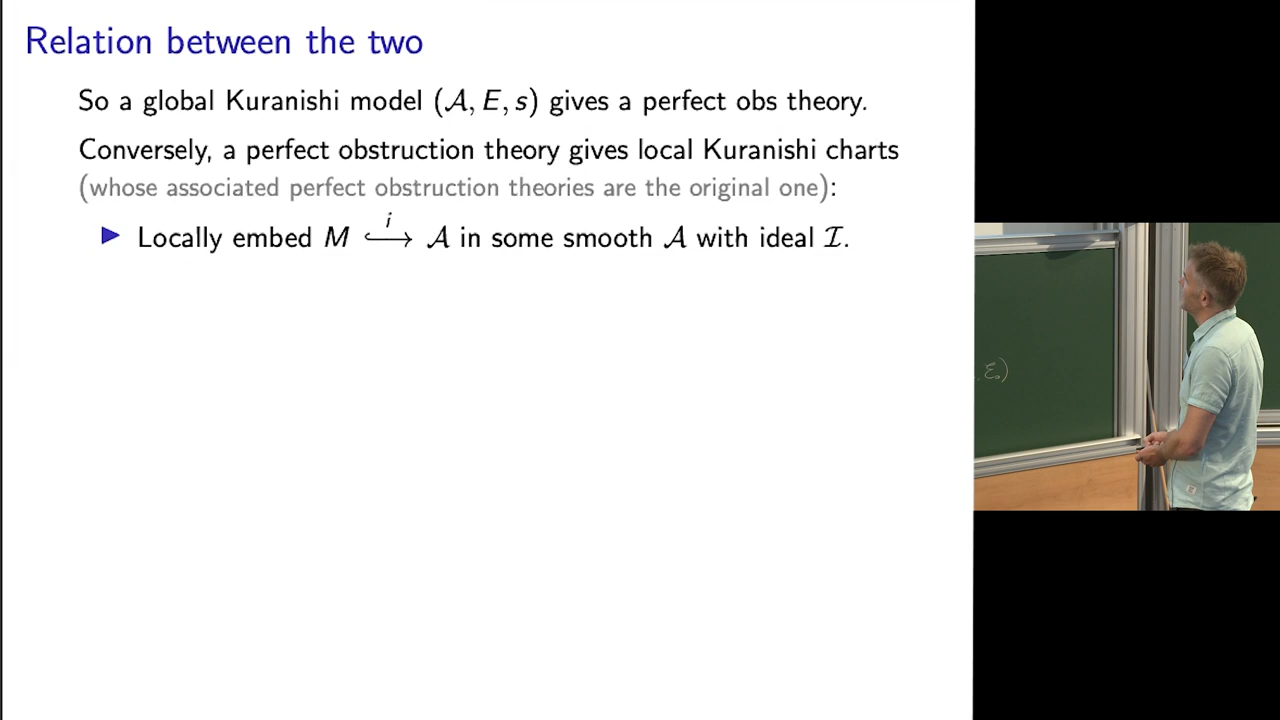 Relation between the two
So a global Kuranishi model (𝒜, E, s) gives a perfect obs theory.
Conversely, a perfect obstruction theory gives local Kuranishi charts
(whose associated perfect obstruction theories are the original one):
▶ Locally embed M \overset{i}{↪} 𝒜 in some smooth 𝒜 with ideal ℐ.